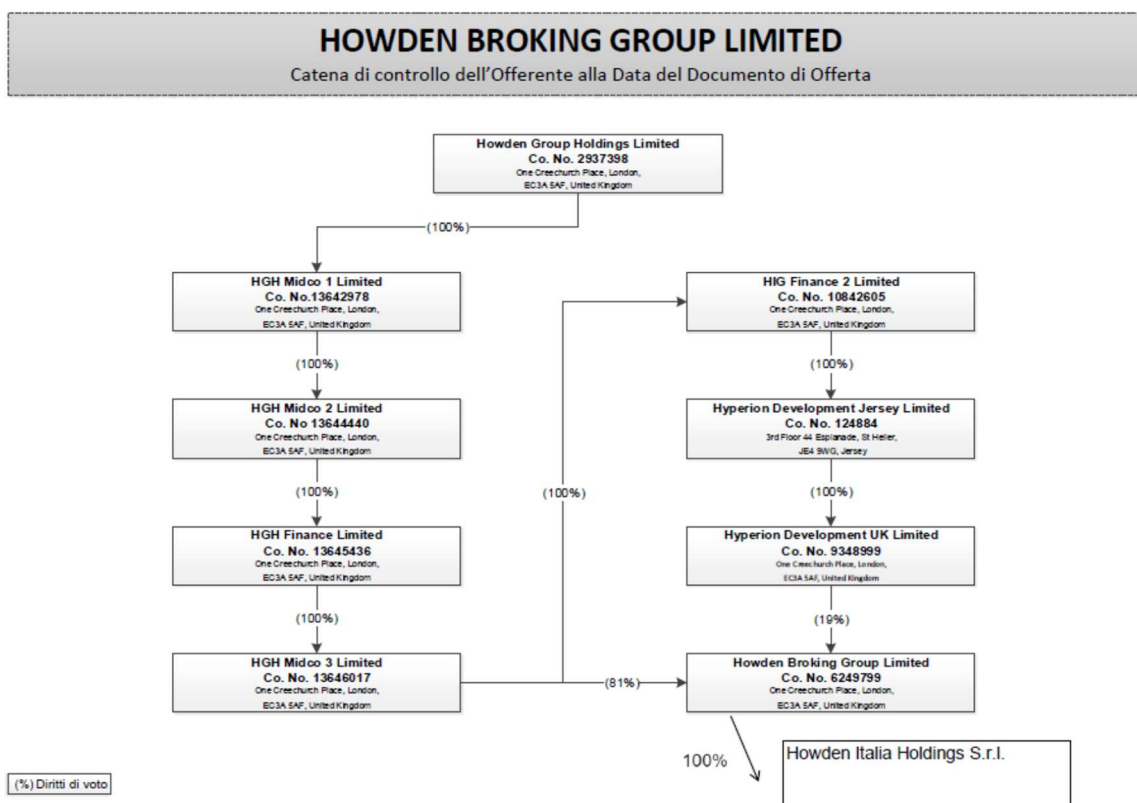 HOWDEN BROKING GROUP LIMITED
Catena di controllo dell'Offerente alla Data del Documento di Offerta
Howden Group Holdings Limited
Co. No. 2937398
One Creechurch Place, London,
EC3A 5AF, United Kingdom
(100%)
HGH Midco 1 Limited
Co. No.13642978
One Creechurch Place, London,
EC3A 5AF, United Kingdom
(100%)
HGH Midco 2 Limited
Co. No 13644440
One Creechurch Place, London,
EC3A 5AF, United Kingdom
(100%)
HGH Finance Limited
Co. No. 13645436
One Creechurch Place, London,
EC3A 5AF, United Kingdom
(100%)
HGH Midco 3 Limited
Co. No. 13646017
One Creechurch Place, London,
EC3A 5AF, United Kingdom
(100%)
(81%)
HIG Finance 2 Limited
Co. No. 10842605
One Creechurch Place, London,
EC3A 5AF, United Kingdom
(100%)
Hyperion Development Jersey Limited
Co. No. 124884
3rd Floor 44 Esplanade, St Helier,
JE4 9WG, Jersey
(100%)
Hyperion Development UK Limited
Co. No. 9348999
One Creechurch Place, London,
EC3A 5AF, United Kingdom
(19%)
Howden Broking Group Limited
Co. No. 6249799
One Creechurch Place, London,
EC3A 5AF, United Kingdom
100%
Howden Italia Holdings S.r.l.
(%) Diritti di voto